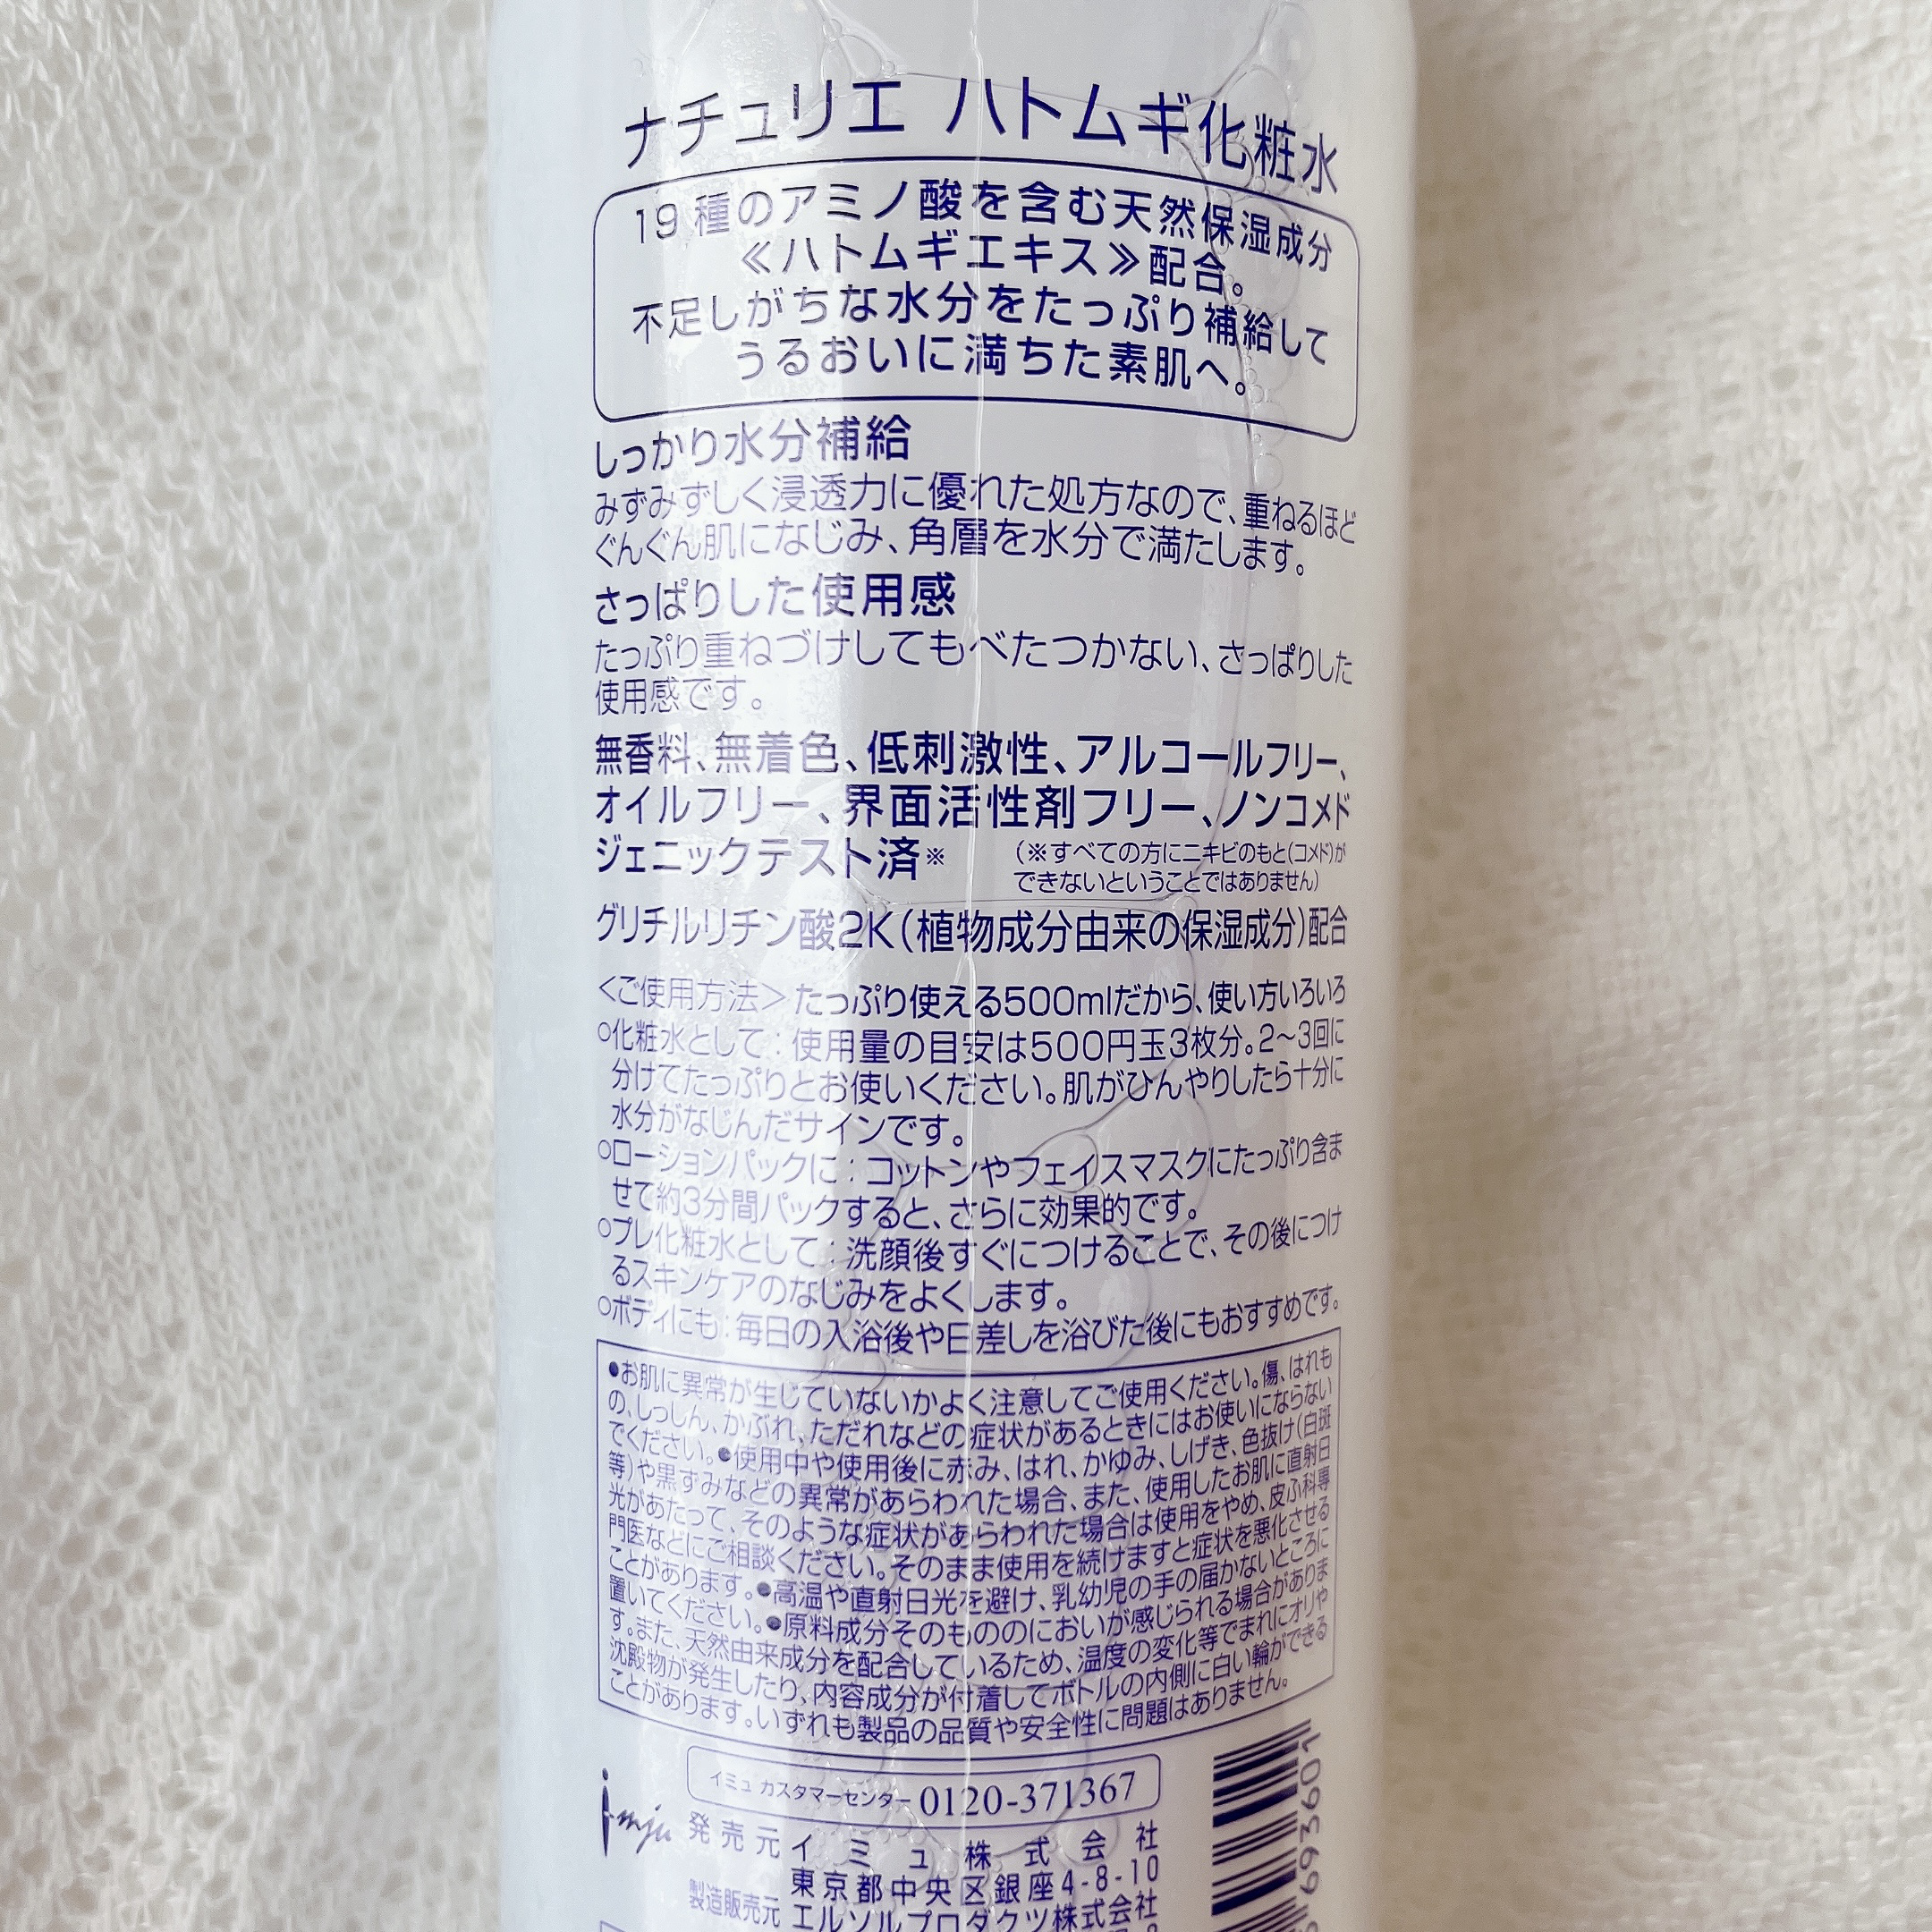 ナチュリエ ハトムギ化粧水
19種のアミノ酸を含む天然保湿成分
≪ハトムギエキス≫配合。
不足しがちな水分をたっぷり補給して
うるおいに満ちた素肌へ。
しっかり水分補給
みずみずしく浸透力に優れた処方なので、重ねるほど
ぐんぐん肌になじみ、角層を水分で満たします。
さっぱりした使用感
たっぷり重ねづけしてもべたつかない、さっぱりした
使用感です。
無香料、無着色、低刺激性、アルコールフリー、
オイルフリー、界面活性剤フリー、ノンコメド
ジェニックテスト済※ (※すべての方にニキビのもと(コメド)が
できないということではありません)
グリチルリチン酸2K(植物成分由来の保湿成分)配合
<ご使用方法>たっぷり使える500mlだから、使い方いろいろ
○化粧水として:使用量の目安は500円玉3枚分。2〜3回に
分けてたっぷりとお使いください。肌がひんやりしたら十分に
水分がなじんだサインです。
○ローションパックに:コットンやフェイスマスクにたっぷり含ま
せて約3分間パックすると、さらに効果的です。
○プレ化粧水として:洗顔後すぐにつけることで、その後につけ
るスキンケアのなじみをよくします。
○ボディにも:毎日の入浴後や日差しを浴びた後にもおすすめです。
●お肌に異常が生じていないかよく注意してご使用ください。傷、はれも
の、しっしん、かぶれ、ただれなどの症状があるときにはお使いにならない
でください。●使用中や使用後に赤み、はれ、かゆみ、しげき、色抜け(白斑
等)や黒ずみなどの異常があらわれた場合、また、使用したお肌に直射日
光があたって、そのような症状があらわれた場合は使用をやめ、皮ふ科専
門医などにご相談ください。そのまま使用を続けますと症状を悪化させる
ことがあります。●高温や直射日光を避け、乳幼児の手の届かないところに
置いてください。●原料成分そのもののにおいが感じられる場合がありま
す。また、天然由来成分を配合しているため、温度の変化等でまれにオリや
沈殿物が発生したり、内容成分が付着してボトルの内側に白い輪ができる
ことがあります。いずれも製品の品質や安全性に問題はありません。
imju
イミュ カスタマーセンター 0120-371367
発売元 イミュ株式会社
東京都中央区銀座4-8-10
製造販売元 エルソルプロダクツ株式会社
693601